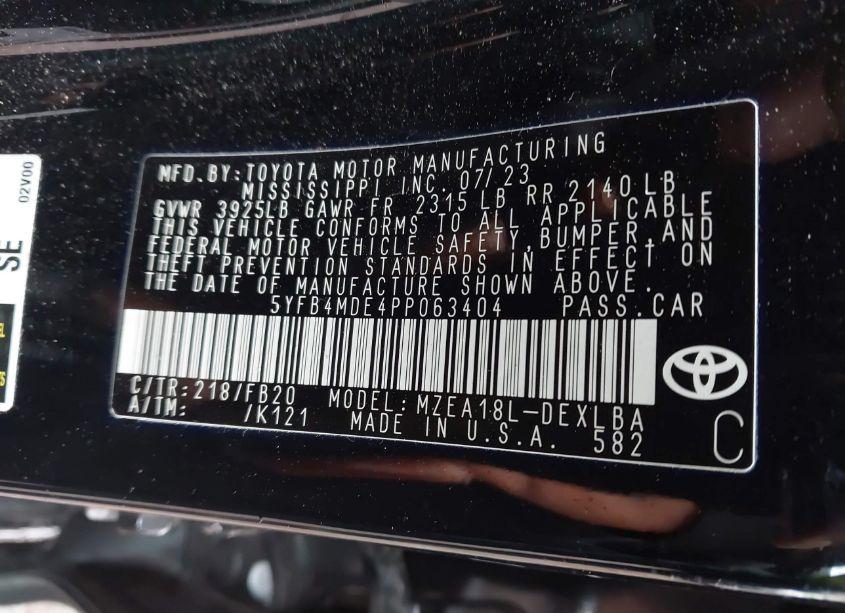 MFD.BY:TOYOTA MOTOR MANUFACTURING
MISSISSIPPI INC. 07/23
GVWR 3925LB GAWR FR 2315 LB RR 2140 LB
THIS VEHICLE CONFORMS TO ALL APPLICABLE
FEDERAL MOTOR VEHICLE SAFETY,BUMPER,AND
THEFT PREVENTION STANDARDS IN EFFECT ON
THE DATE OF MANUFACTURE SHOWN ABOVE.
5YFB4MDE4PP063404 PASS.CAR
C/TR:218/FB20 MODEL:MZEA18L-DEXLBA
A/TM: /K121 MADE IN U.S.A. 582
C
02V00
SE